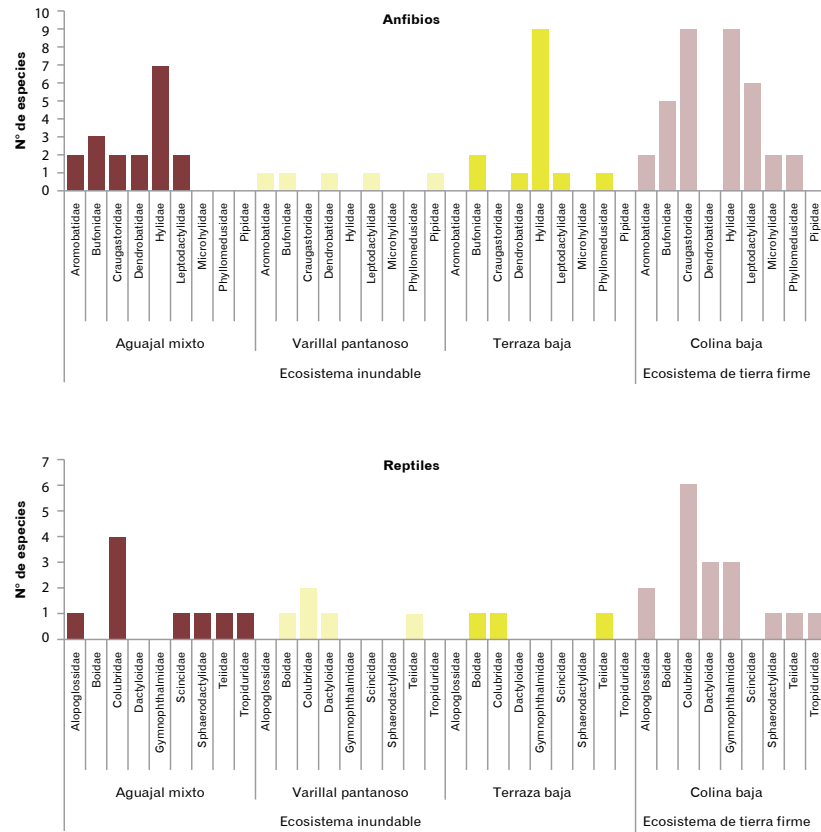 Anfibios
N° de especies
10
9
8
7
6
5
4
3
2
1
0
Aromobatidae
Bufonidae
Craugastoridae
Dendrobatidae
Hylidae
Leptodactylidae
Microhylidae
Phyllomedusidae
Pipidae
Aromobatidae
Bufonidae
Craugastoridae
Dendrobatidae
Hylidae
Leptodactylidae
Microhylidae
Phyllomedusidae
Pipidae
Aromobatidae
Bufonidae
Craugastoridae
Dendrobatidae
Hylidae
Leptodactylidae
Microhylidae
Phyllomedusidae
Pipidae
Aromobatidae
Bufonidae
Craugastoridae
Dendrobatidae
Hylidae
Leptodactylidae
Microhylidae
Phyllomedusidae
Pipidae
Aguajal mixto
Varillal pantanoso
Terraza baja
Colina baja
Ecosistema inundable
Ecosistema de tierra firme
Reptiles
N° de especies
7
6
5
4
3
2
1
0
Alopoglossidae
Boidae
Colubridae
Dactyloidae
Gymnophthalmidae
Scincidae
Sphaerodactylidae
Teiidae
Tropiduridae
Alopoglossidae
Boidae
Colubridae
Dactyloidae
Gymnophthalmidae
Scincidae
Sphaerodactylidae
Teiidae
Tropiduridae
Alopoglossidae
Boidae
Colubridae
Dactyloidae
Gymnophthalmidae
Scincidae
Sphaerodactylidae
Teiidae
Tropiduridae
Alopoglossidae
Boidae
Colubridae
Dactyloidae
Gymnophthalmidae
Scincidae
Sphaerodactylidae
Teiidae
Tropiduridae
Aguajal mixto
Varillal pantanoso
Terraza baja
Colina baja
Ecosistema inundable
Ecosistema de tierra firme